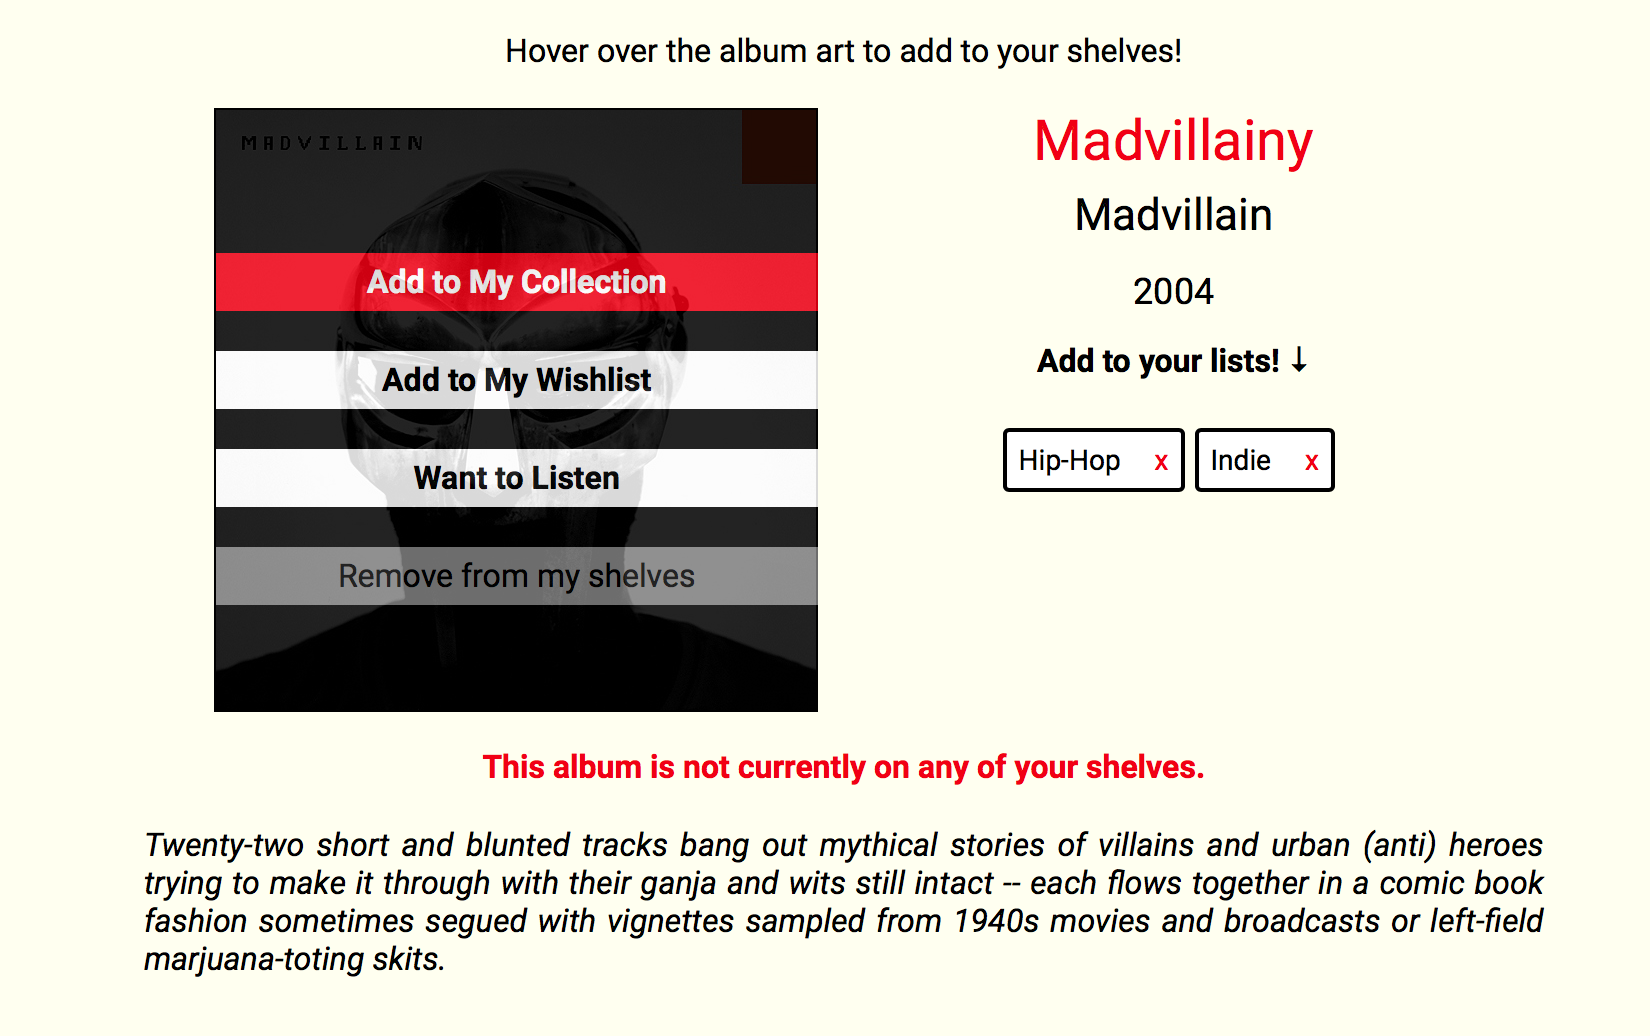 Hover over the album art to add to your shelves!
MADVILLAIN
Add to My Collection
Add to My Wishlist
Want to Listen
Remove from my shelves
Madvillainy
Madvillain
2004
Add to your lists! ↓
Hip-Hop x Indie x
This album is not currently on any of your shelves.
Twenty-two short and blunted tracks bang out mythical stories of villains and urban (anti) heroes
trying to make it through with their ganja and wits still intact -- each flows together in a comic book
fashion sometimes segued with vignettes sampled from 1940s movies and broadcasts or left-field
marjuana-toting skits.